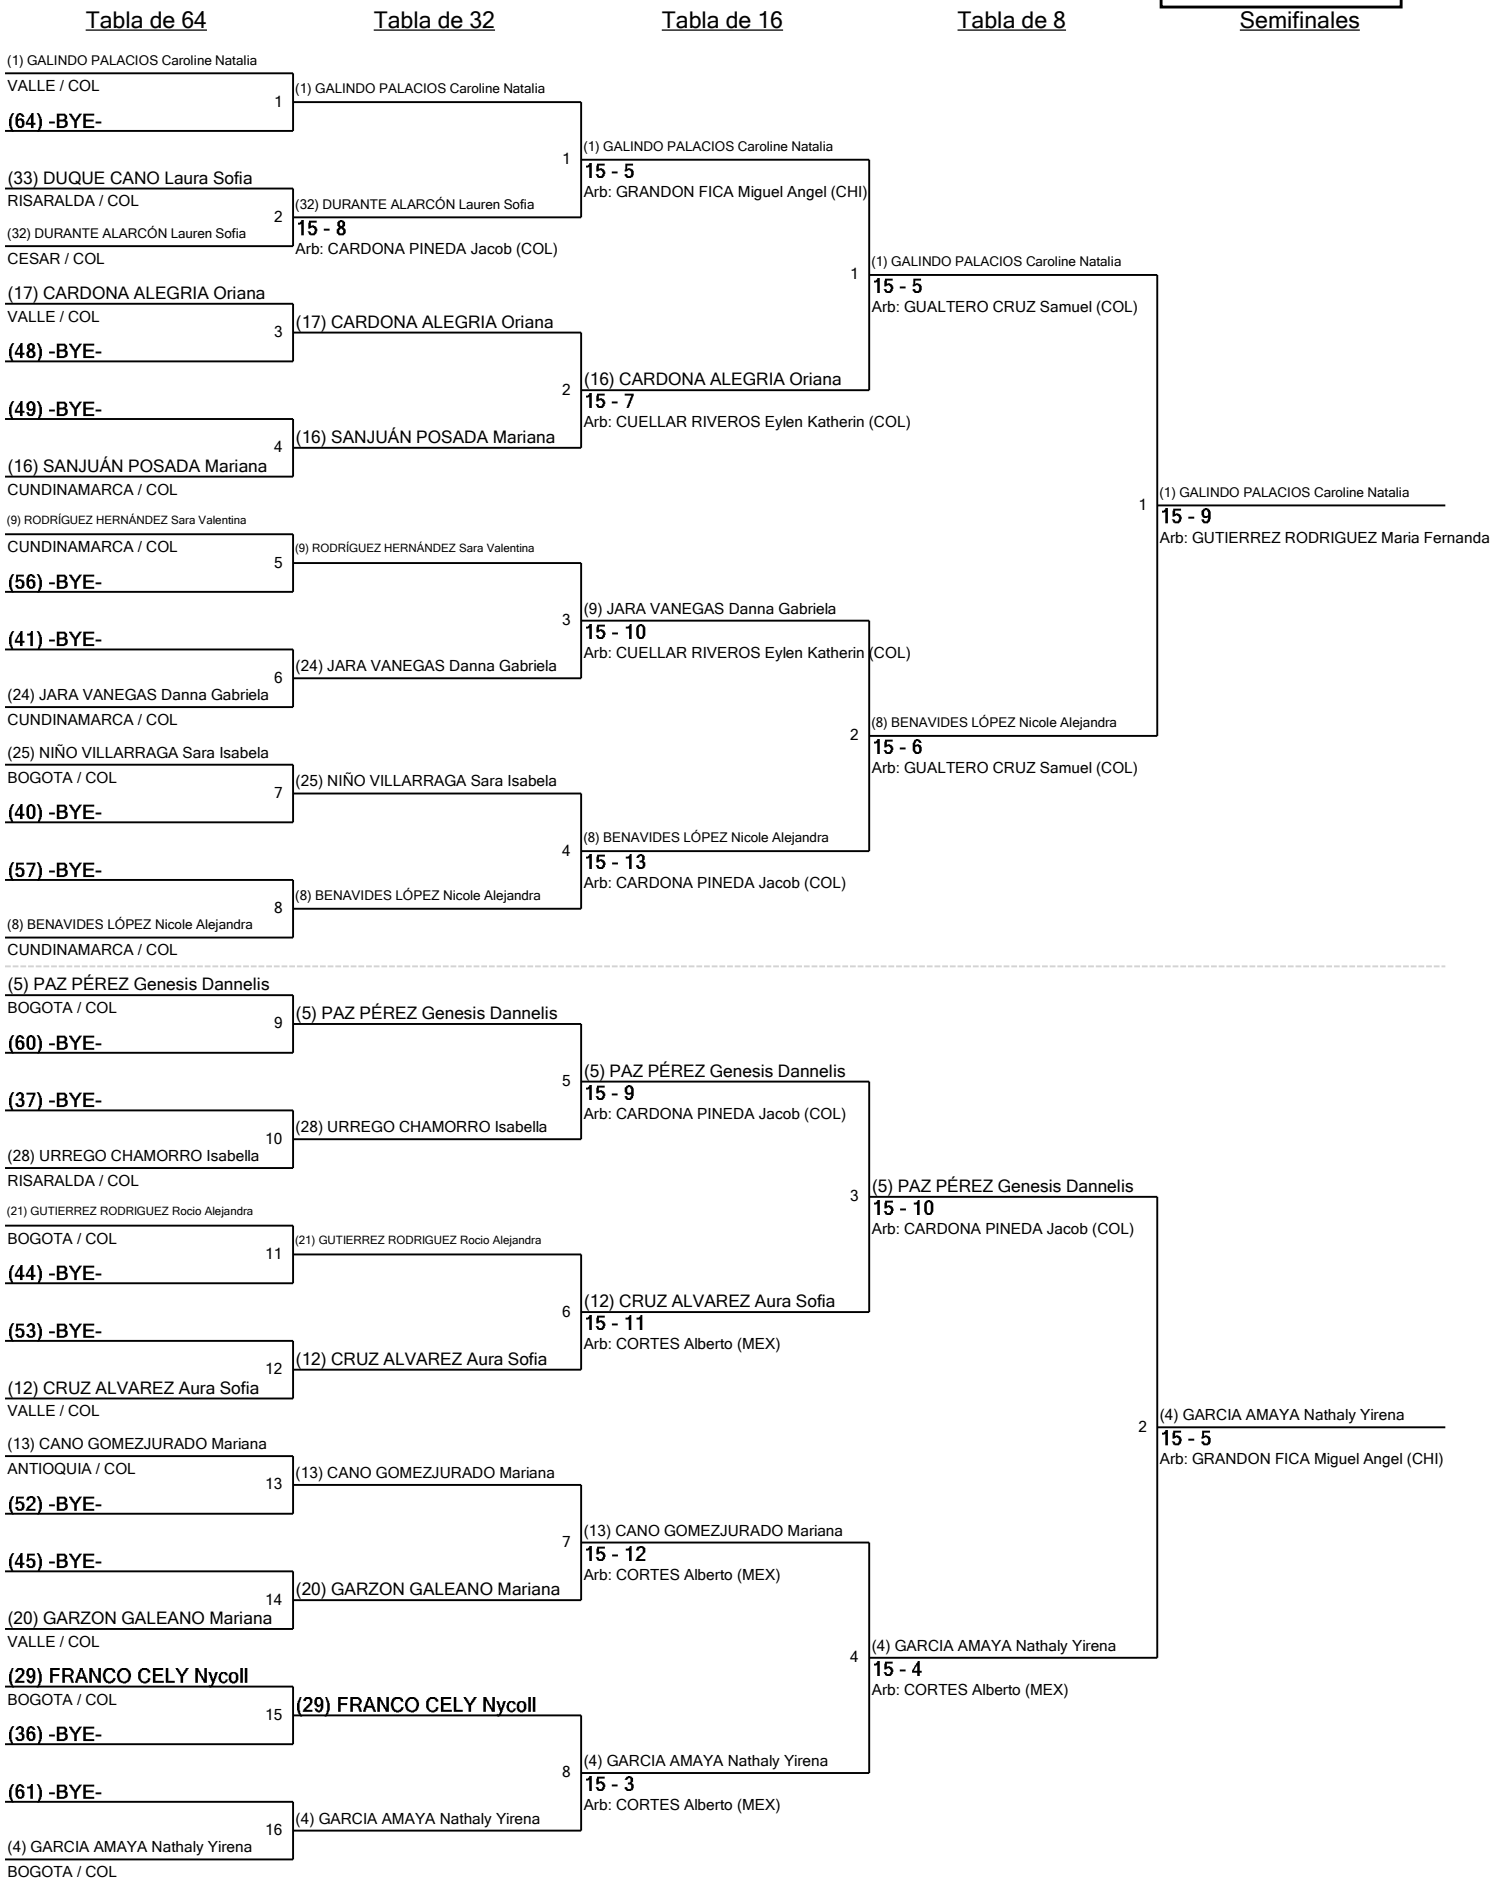 Tabla de 64
Tabla de 32
Tabla de 16
Tabla de 8
Semifinales
(1) GALINDO PALACIOS Caroline Natalia
VALLE / COL
1
(64) -BYE-
(33) DUQUE CANO Laura Sofia
RISARALDA / COL
2
(32) DURANTE ALARCÓN Lauren Sofia
CESAR / COL
(17) CARDONA ALEGRIA Oriana
VALLE / COL
3
(48) -BYE-
(49) -BYE-
4
(16) SANJUÁN POSADA Mariana
CUNDINAMARCA / COL
(9) RODRÍGUEZ HERNÁNDEZ Sara Valentina
CUNDINAMARCA / COL
5
(56) -BYE-
(41) -BYE-
6
(24) JARA VANEGAS Danna Gabriela
CUNDINAMARCA / COL
(25) NIÑO VILLARRAGA Sara Isabela
BOGOTA / COL
7
(40) -BYE-
(57) -BYE-
8
(8) BENAVIDES LÓPEZ Nicole Alejandra
CUNDINAMARCA / COL
(5) PAZ PÉREZ Genesis Dannelis
BOGOTA / COL
9
(60) -BYE-
(37) -BYE-
10
(28) URREGO CHAMORRO Isabella
RISARALDA / COL
(21) GUTIERREZ RODRIGUEZ Rocio Alejandra
BOGOTA / COL
11
(44) -BYE-
(53) -BYE-
12
(12) CRUZ ALVAREZ Aura Sofia
VALLE / COL
(13) CANO GOMEZJURADO Mariana
ANTIOQUIA / COL
13
(52) -BYE-
(45) -BYE-
14
(20) GARZON GALEANO Mariana
VALLE / COL
(29) FRANCO CELY Nycoll
BOGOTA / COL
15
(36) -BYE-
(61) -BYE-
16
(4) GARCIA AMAYA Nathaly Yirena
BOGOTA / COL
(1) GALINDO PALACIOS Caroline Natalia
1
(32) DURANTE ALARCÓN Lauren Sofia
15 - 8
Arb: CARDONA PINEDA Jacob (COL)
(17) CARDONA ALEGRIA Oriana
2
(16) SANJUÁN POSADA Mariana
(9) RODRÍGUEZ HERNÁNDEZ Sara Valentina
3
(24) JARA VANEGAS Danna Gabriela
(25) NIÑO VILLARRAGA Sara Isabela
4
(8) BENAVIDES LÓPEZ Nicole Alejandra
(5) PAZ PÉREZ Genesis Dannelis
5
(28) URREGO CHAMORRO Isabella
(21) GUTIERREZ RODRIGUEZ Rocio Alejandra
6
(12) CRUZ ALVAREZ Aura Sofia
(13) CANO GOMEZJURADO Mariana
7
(20) GARZON GALEANO Mariana
(29) FRANCO CELY Nycoll
8
(4) GARCIA AMAYA Nathaly Yirena
(1) GALINDO PALACIOS Caroline Natalia
15 - 5
Arb: GRANDON FICA Miguel Angel (CHI)
1
(16) CARDONA ALEGRIA Oriana
15 - 7
Arb: CUELLAR RIVEROS Eylen Katherin (COL)
(9) JARA VANEGAS Danna Gabriela
15 - 10
Arb: CUELLAR RIVEROS Eylen Katherin (COL)
2
(8) BENAVIDES LÓPEZ Nicole Alejandra
15 - 13
Arb: CARDONA PINEDA Jacob (COL)
(5) PAZ PÉREZ Genesis Dannelis
15 - 9
Arb: CARDONA PINEDA Jacob (COL)
3
(12) CRUZ ALVAREZ Aura Sofia
15 - 11
Arb: CORTES Alberto (MEX)
(13) CANO GOMEZJURADO Mariana
15 - 12
Arb: CORTES Alberto (MEX)
4
(4) GARCIA AMAYA Nathaly Yirena
15 - 3
Arb: CORTES Alberto (MEX)
(1) GALINDO PALACIOS Caroline Natalia
15 - 5
Arb: GUALTERO CRUZ Samuel (COL)
1
(8) BENAVIDES LÓPEZ Nicole Alejandra
15 - 6
Arb: GUALTERO CRUZ Samuel (COL)
(5) PAZ PÉREZ Genesis Dannelis
15 - 10
Arb: CARDONA PINEDA Jacob (COL)
2
(4) GARCIA AMAYA Nathaly Yirena
15 - 4
Arb: CORTES Alberto (MEX)
(1) GALINDO PALACIOS Caroline Natalia
15 - 9
Arb: GUTIERREZ RODRIGUEZ Maria Fernanda
(4) GARCIA AMAYA Nathaly Yirena
15 - 5
Arb: GRANDON FICA Miguel Angel (CHI)